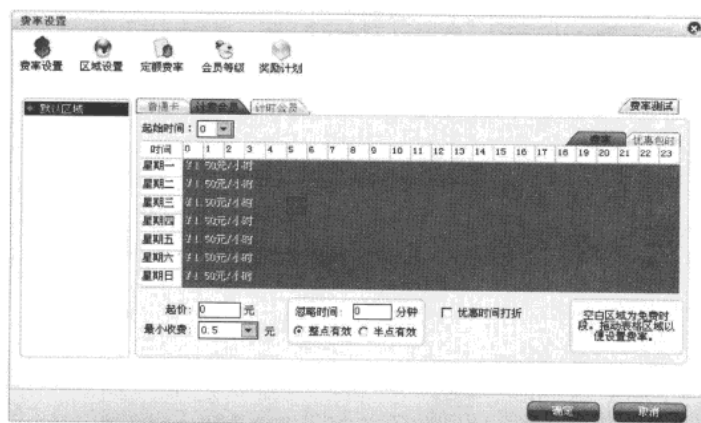 费率设置
费率设置 区域设置 定额费率 会员等级 奖励计划
默认区域
普通卡 计费会员 计时会员 费率测试
起始时间：0
费率 优惠包时
时间 0 1 2 3 4 5 6 7 8 9 10 11 12 13 14 15 16 17 18 19 20 21 22 23
星期一 ¥1.50元/小时
星期二 ¥1.50元/小时
星期三 ¥1.50元/小时
星期四 ¥1.50元/小时
星期五 ¥1.50元/小时
星期六 ¥1.50元/小时
星期日 ¥1.50元/小时
起价：0 元 忽略时间：0 分钟 优惠时间打折
最小收费：0.5 元 整点有效 半点有效
空白区域为免费时
段。拖动表格区域以
便设置费率。
确定 取消